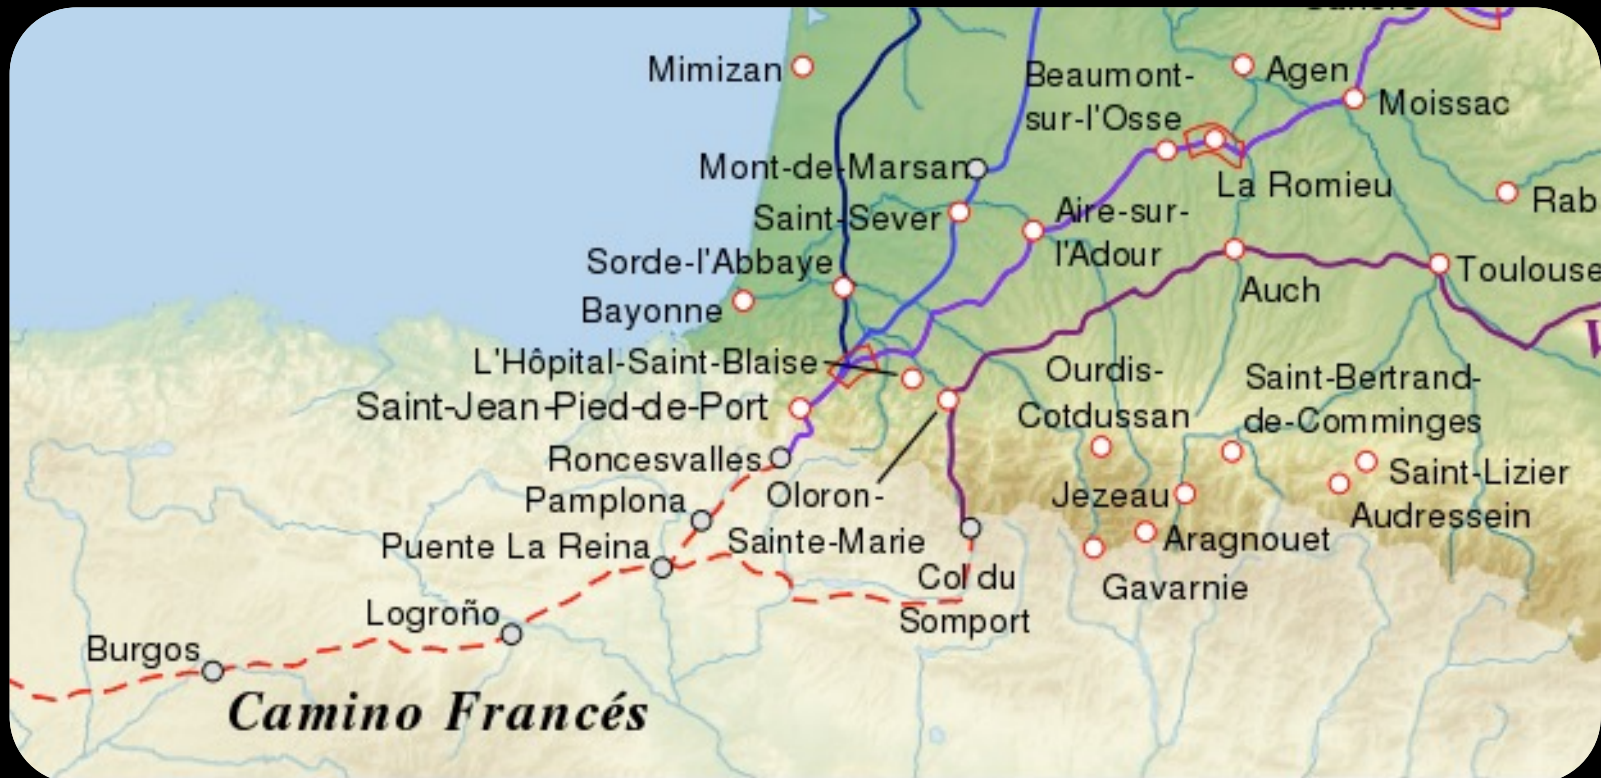 Mimizan
Beaumont-
sur-l'Osse
Agen
Moissac
Mont-de-Marsan
La Romieu
Saint-Sever
Aire-sur-
l'Adour
Sorde-l'Abbaye
Bayonne
Auch
Toulouse
L'Hôpital-Saint-Blaise
Saint-Jean-Pied-de-Port
Ourdis-
Cotdussan
Saint-Bertrand-
de-Comminges
Roncesvalles
Pamplona
Oloron-
Sainte-Marie
Jezeau
Saint-Lizier
Audressein
Puente La Reina
Aragnouet
Col du
Somport
Gavarnie
Logroño
Burgos
Camino Francés